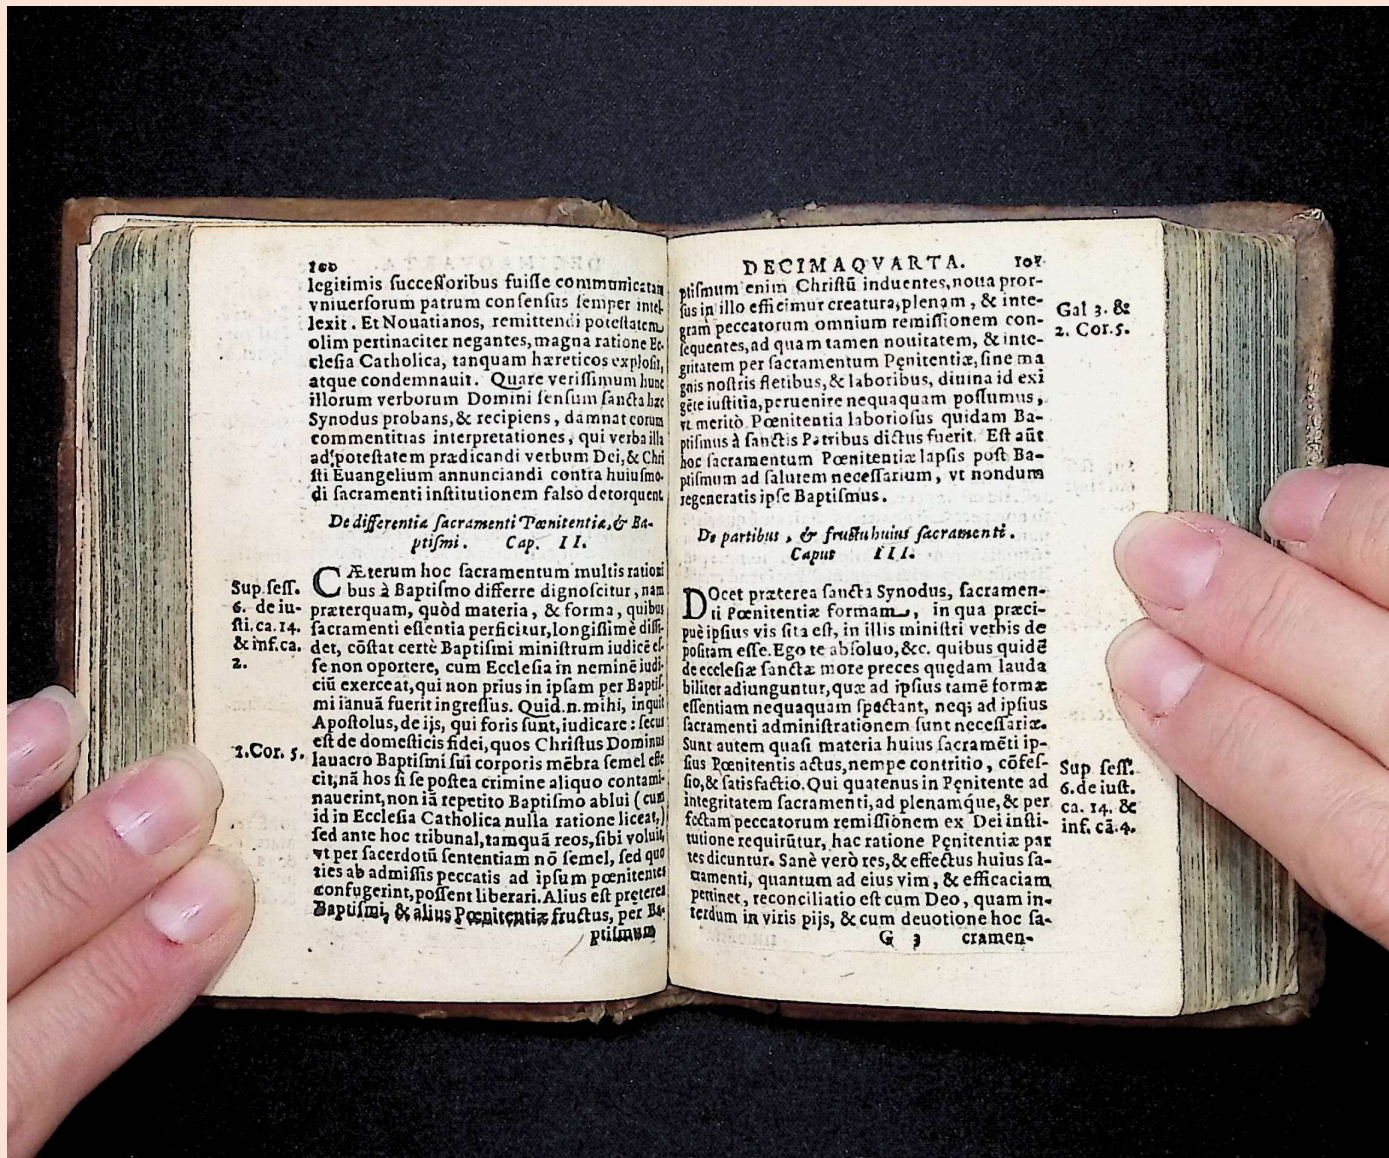 100
legitimis succeſſoribus fuiſſe communicatam
vniuerſorum patrum conſenſus ſemper intel
lexit. Et Nouatianos, remittendi poteſtatem
olim pertinaciter negantes, magna ratione Ec-
cleſia Catholica, tanquam hæreticos exploſit,
atque condemnauit. Quare veriſſimum hunc
illorum verborum Domini ſenſum ſancta hæc
Synodus probans, & recipiens, damnat eorum
commentitias interpretationes, qui verba illa
ad poteſtatem prædicandi verbum Dei, & Chri
ſti Euangelium annunciandi contra huiuſmo-
di ſacramenti inſtitutionem falsò detorquent.
De differentia ſacramenti Pœnitentiæ, & Ba-
ptiſmi. Cap. II.
CÆterum hoc ſacramentum multis rationi
bus à Baptiſmo differre dignoſcitur, nam
præterquam, quòd materia, & forma, quibus
ſacramenti eſſentia perficitur, longiſſimè diſſi-
det, cōſtat certè Baptiſmi miniſtrum iudicē eſ-
ſe non oportere, cum Eccleſia in neminē iudi-
ciū exerceat, qui non prius in ipſam per Baptiſ-
mi ianuā fuerit ingreſſus. Quid.n.mihi, inquit
Apoſtolus, de ijs, qui foris ſunt, iudicare: ſecus
eſt de domeſticis fidei, quos Chriſtus Dominus
lauacro Baptiſmi ſui corporis mēbra ſemel effe
cit, nā hos ſi ſe poſtea crimine aliquo contami-
nauerint, non iā repetito Baptiſmo ablui (cum
id in Eccleſia Catholica nulla ratione liceat,)
ſed ante hoc tribunal, tamquā reos, ſibi voluit,
vt per ſacerdotū ſententiam nō ſemel, ſed quo
ties ab admiſſis peccatis ad ipſum pœnitentes
confugerint, poſſent liberari. Alius eſt pręterea
Baptiſmi, & alius Pœnitentiæ fructus, per Ba-
ptiſmum
Sup. ſeſſ.
6. de iu-
ſti. ca. 14.
& inf. ca.
2.
1. Cor. 5.
DECIMAQVARTA. 101
ptiſmum enim Chriſtū induentes, noua pror-
ſus in illo efficimur creatura, plenam, & inte-
gram peccatorum omnium remiſſionem con-
ſequentes, ad quam tamen nouitatem, & inte-
gritatem per ſacramentum Pęnitentiæ, ſine ma
gnis noſtris fletibus, & laboribus, diuina id exi
gēte iuſtitia, peruenire nequaquam poſſumus,
vt meritò Pœnitentia laborioſus quidam Ba-
ptiſmus à ſanctis Patribus dictus fuerit. Eſt aūt
hoc ſacramentum Pœnitentiæ lapſis poſt Ba-
ptiſmum ad ſalutem neceſſarium, vt nondum
regeneratis ipſe Baptiſmus.
De partibus, & fructu huius ſacramenti.
Caput III.
DOcet præterea ſancta Synodus, ſacramen-
ti Pœnitentiæ formam, in qua præci-
puè ipſius vis ſita eſt, in illis miniſtri verbis de
poſitam eſſe. Ego te abſoluo, &c. quibus quidē
de eccleſiæ ſanctæ more preces quędam lauda
biliter adiunguntur, quæ ad ipſius tamē formæ
eſſentiam nequaquam ſpectant, neqȝ ad ipſius
ſacramenti adminiſtrationem ſunt neceſſariæ.
Sunt autem quaſi materia huius ſacramēti ip-
ſius Pœnitentis actus, nempe contritio, cōfeſ-
ſio, & ſatisfactio. Qui quatenus in Pęnitente ad
integritatem ſacramenti, ad plenamq́ue, & per
fectam peccatorum remiſſionem ex Dei inſti-
tutione requirūtur, hac ratione Pęnitentiæ par
tes dicuntur. Sanè verò res, & effectus huius ſa-
cramenti, quantum ad eius vim, & efficaciam
pertinet, reconciliatio eſt cum Deo, quam in-
terdum in viris pijs, & cum deuotione hoc ſa-
G 3 cramen-
Gal 3. &
2. Cor. 5.
Sup. ſeſſ.
6. de iuſt.
ca. 14. &
inf. cā. 4.